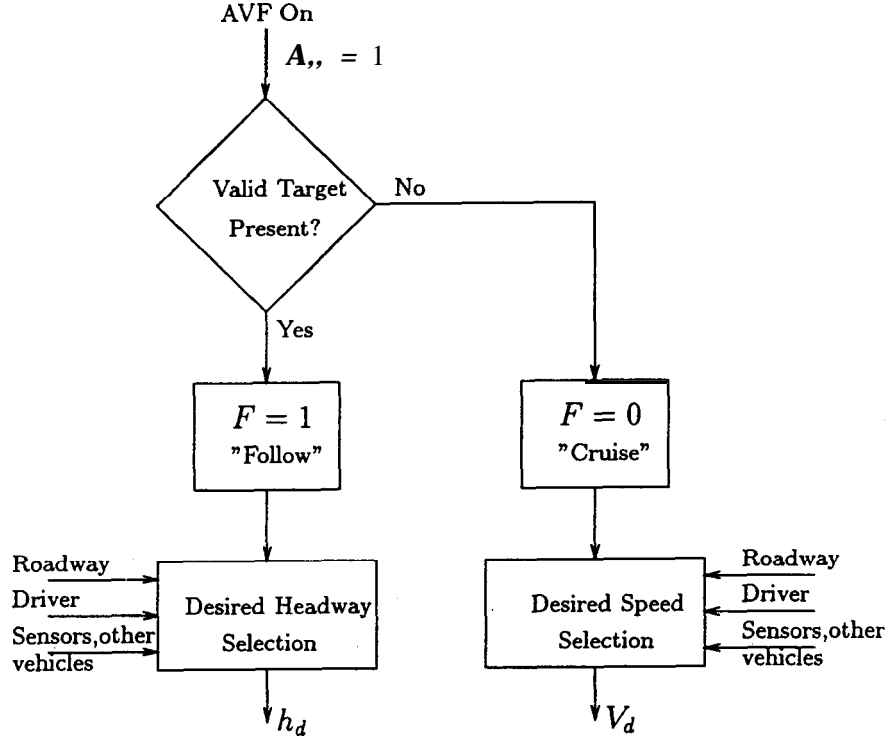 AVF On
A,, = 1
Valid Target
Present?
No
Yes
F = 1
"Follow"
F = 0
"Cruise"
Roadway
Driver
Sensors,other
vehicles
Desired Headway
Selection
Desired Speed
Selection
Roadway
Driver
Sensors,other
vehicles
h_d
V_d